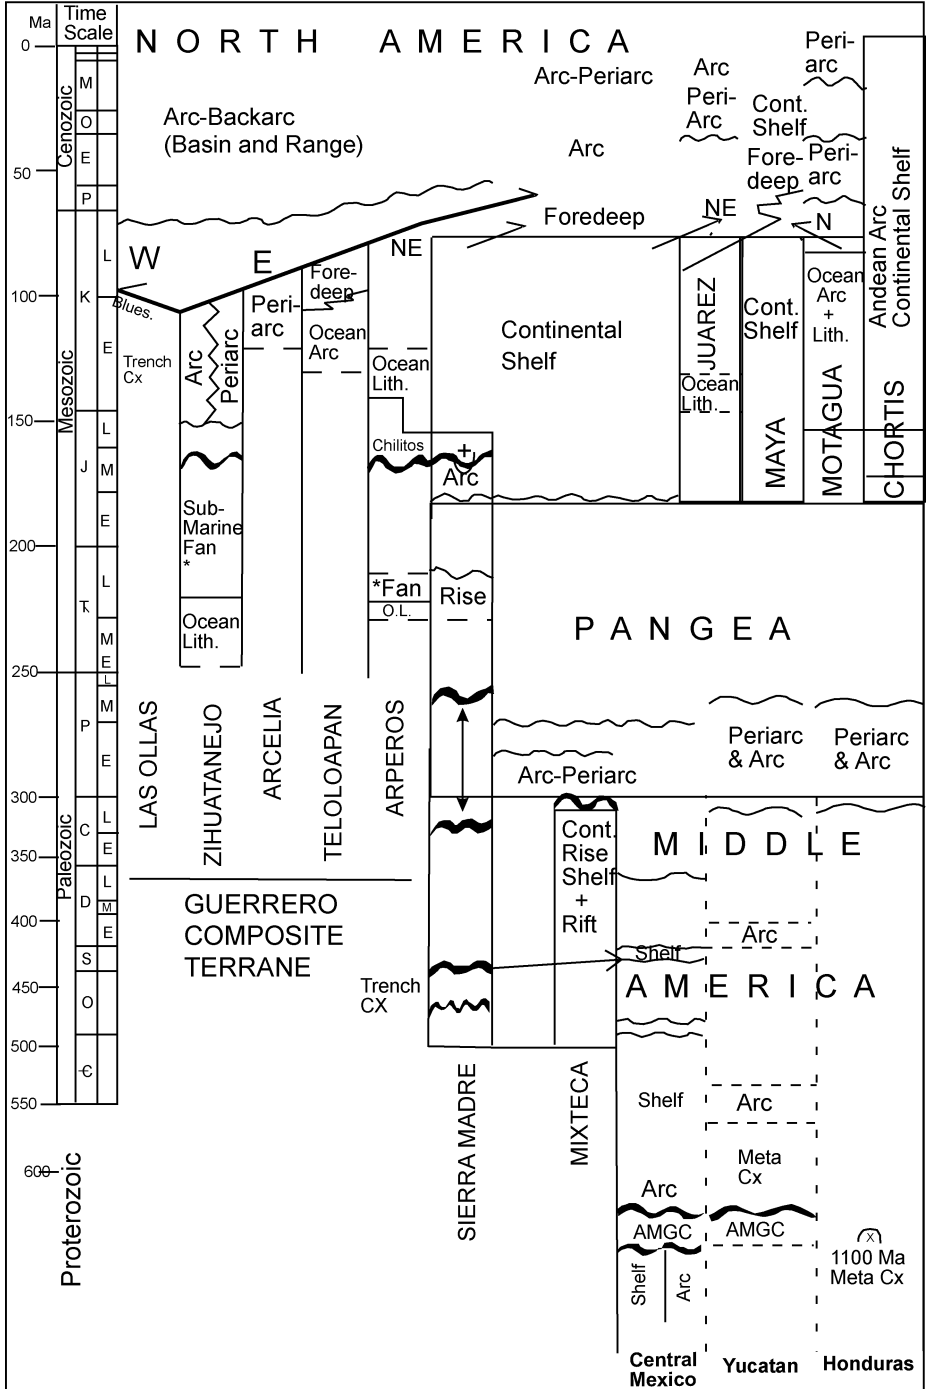 Ma
Time
Scale
NORTH AMERICA
0
50
100
150
200
250
300
350
400
450
500
550
600
Cenozoic
Mesozoic
Paleozoic
Proterozoic
M
O
E
P
K
J
Ƭ
P
C
D
S
O
Є
L
E
L
M
E
L
M
E
L
M
E
L
E
L
M
E
Arc-Backarc
(Basin and Range)
Arc-Periarc
Arc
Foredeep
Arc
Peri-
Arc
Cont.
Shelf
Fore-
deep
Peri-
arc
Peri-
arc
NE
N
Andean Arc
Continental Shelf
W
E
NE
Blues.
Trench
Cx
Arc
Periarc
Peri-
arc
Fore-
deep
Ocean
Arc
Ocean
Lith.
Chilitos
+
Arc
Continental
Shelf
JUAREZ
Ocean
Lith.
Cont.
Shelf
MAYA
Ocean
Arc
+
Lith.
MOTAGUA
CHORTIS
Sub-
Marine
Fan
*
Ocean
Lith.
*Fan
O.L.
Rise
PANGEA
LAS OLLAS
ZIHUATANEJO
ARCELIA
TELOLOAPAN
ARPEROS
GUERRERO
COMPOSITE
TERRANE
Arc-Periarc
Periarc
& Arc
Periarc
& Arc
Cont.
Rise
Shelf
+
Rift
MIDDLE
AMERICA
Arc
Shelf
Trench
CX
SIERRA MADRE
MIXTECA
Shelf
Arc
Meta
Cx
Arc
AMGC
AMGC
Shelf
Arc
X
1100 Ma
Meta Cx
Central
Mexico
Yucatan
Honduras